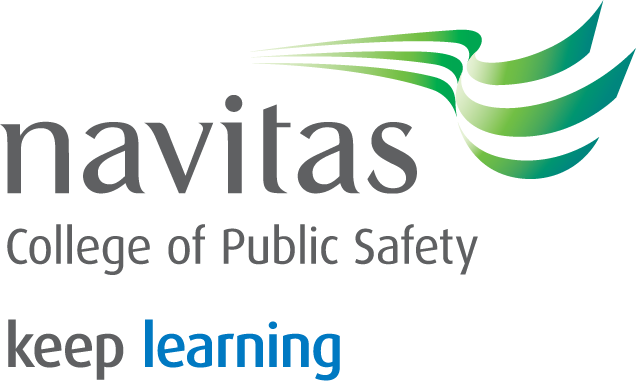 navitas
College of Public Safety
keep learning